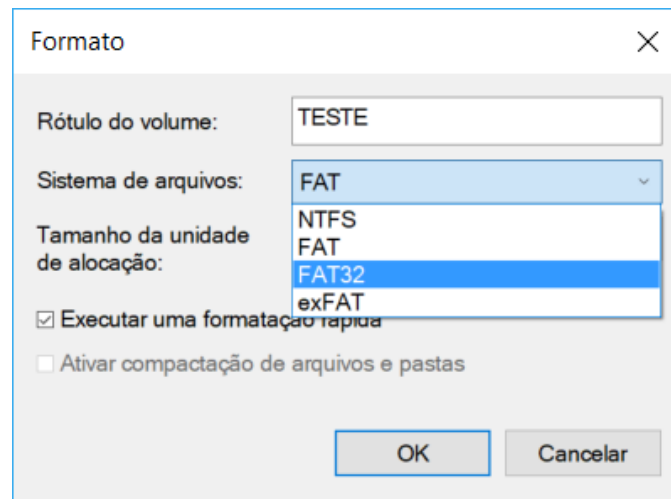 Formato
Rótulo do volume:
TESTE
Sistema de arquivos:
FAT
NTFS
FAT
FAT32
exFAT
Tamanho da unidade
de alocação:
Executar uma formatação rápida
Ativar compactação de arquivos e pastas
OK
Cancelar